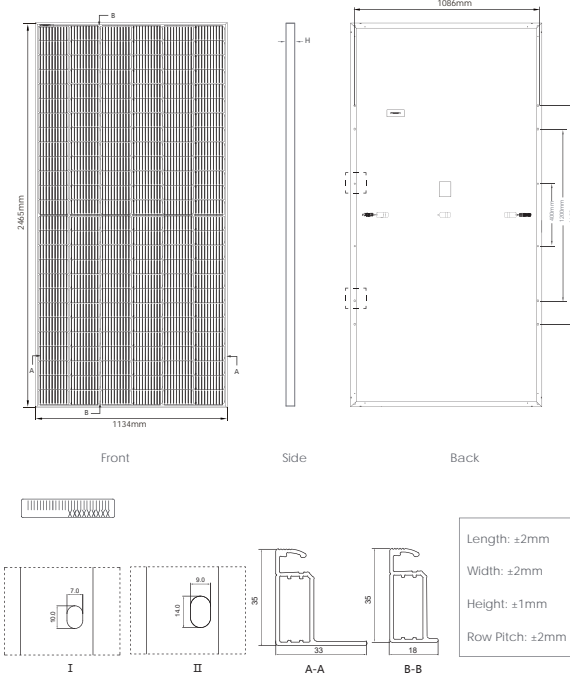 1086mm
B
H
2465mm
400mm
1200mm
A
A
B
1134mm
Front
Side
Back
Length: ±2mm
Width: ±2mm
Height: ±1mm
Row Pitch: ±2mm
7.0
10.0
9.0
14.0
35
33
35
18
I
II
A-A
B-B